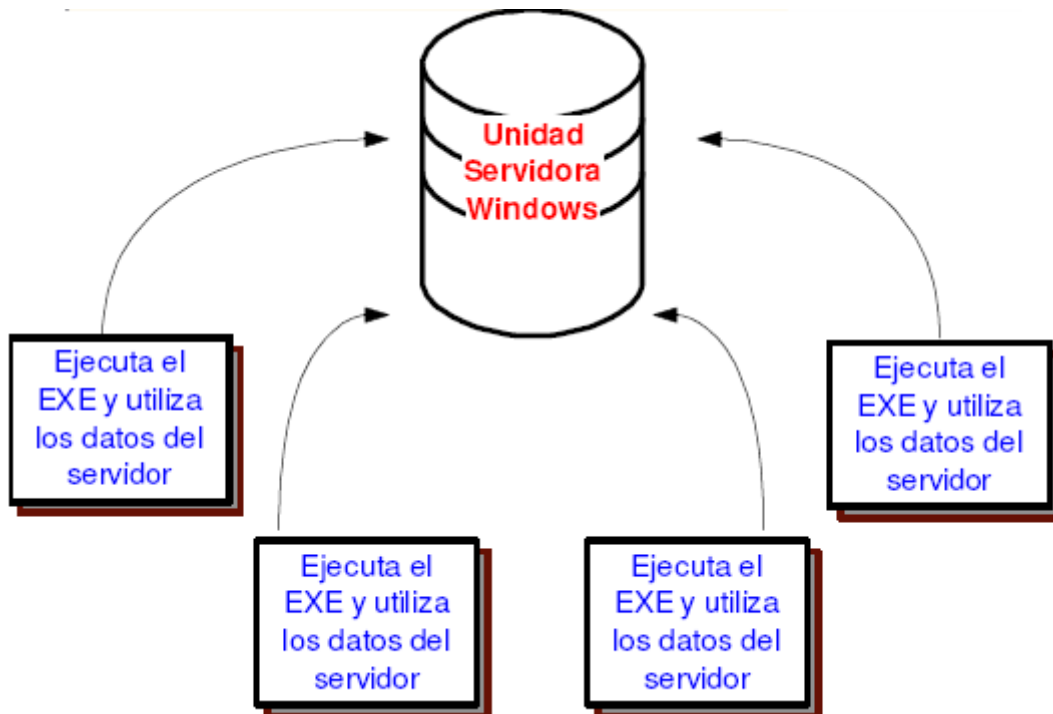 Unidad
Servidora
Windows
Ejecuta el
EXE y utiliza
los datos del
servidor
Ejecuta el
EXE y utiliza
los datos del
servidor
Ejecuta el
EXE y utiliza
los datos del
servidor
Ejecuta el
EXE y utiliza
los datos del
servidor